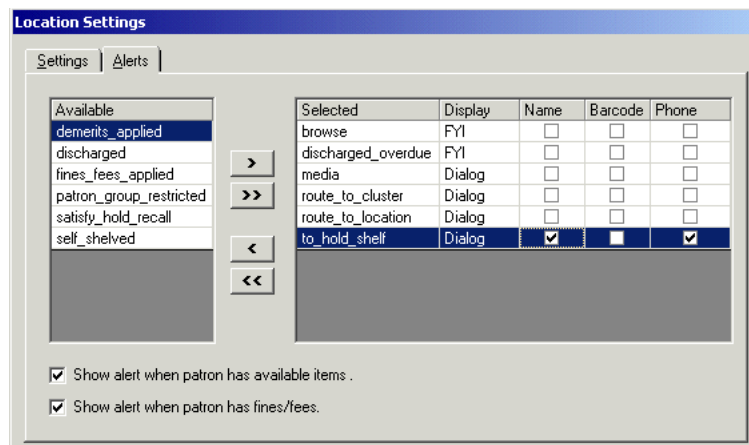 Location Settings
Settings Alerts
Available
demerits_applied
discharged
fines_fees_applied
patron_group_restricted
satisfy_hold_recall
self_shelved
>
>>
<
<<
Selected Display Name Barcode Phone
browse FYI
discharged_overdue FYI
media Dialog
route_to_cluster Dialog
route_to_location Dialog
to_hold_shelf Dialog
Show alert when patron has available items .
Show alert when patron has fines/fees.